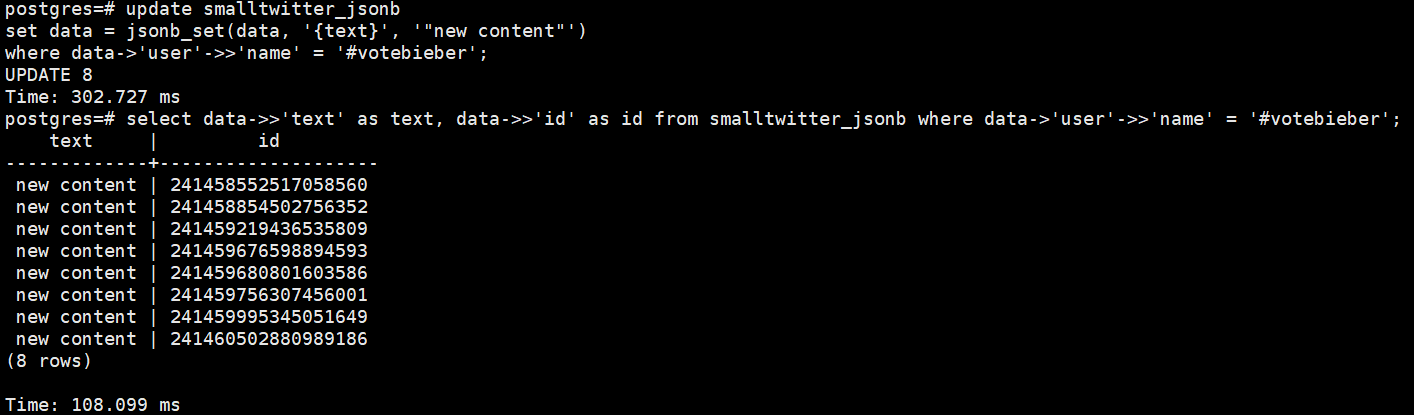 postgres=# update smalltwitter_jsonb
set data = jsonb_set(data, '{text}', '"new content"')
where data->'user'->>'name' = '#votebieber';
UPDATE 8
Time: 302.727 ms
postgres=# select data->>'text' as text, data->>'id' as id from smalltwitter_jsonb where data->'user'->>'name' = '#votebieber';
    text     |         id
-------------+--------------------
 new content | 241458552517058560
 new content | 241458854502756352
 new content | 241459219436535809
 new content | 241459676598894593
 new content | 241459680801603586
 new content | 241459756307456001
 new content | 241459995345051649
 new content | 241460502880989186
(8 rows)

Time: 108.099 ms